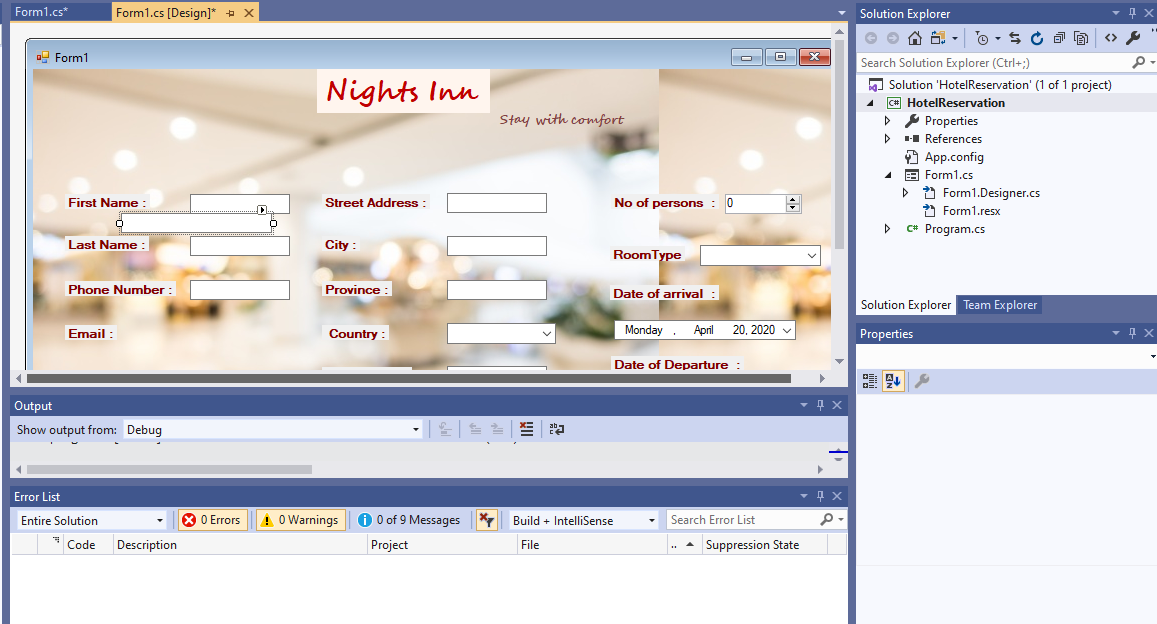 Form1.cs*
Form1.cs [Design]*
Form1
Nights Inn
Stay with comfort
First Name :
Street Address :
No of persons :
0
Last Name :
City :
RoomType
Phone Number :
Province :
Date of arrival :
Email :
Country :
Monday , April 20, 2020
Date of Departure :
Output
Show output from: Debug
Error List
Entire Solution
0 Errors
0 Warnings
0 of 9 Messages
Build + IntelliSense
Search Error List
Code
Description
Project
File
..
Suppression State
Solution Explorer
Search Solution Explorer (Ctrl+;)
Solution 'HotelReservation' (1 of 1 project)
C# HotelReservation
Properties
References
App.config
Form1.cs
Form1.Designer.cs
Form1.resx
C# Program.cs
Solution Explorer
Team Explorer
Properties